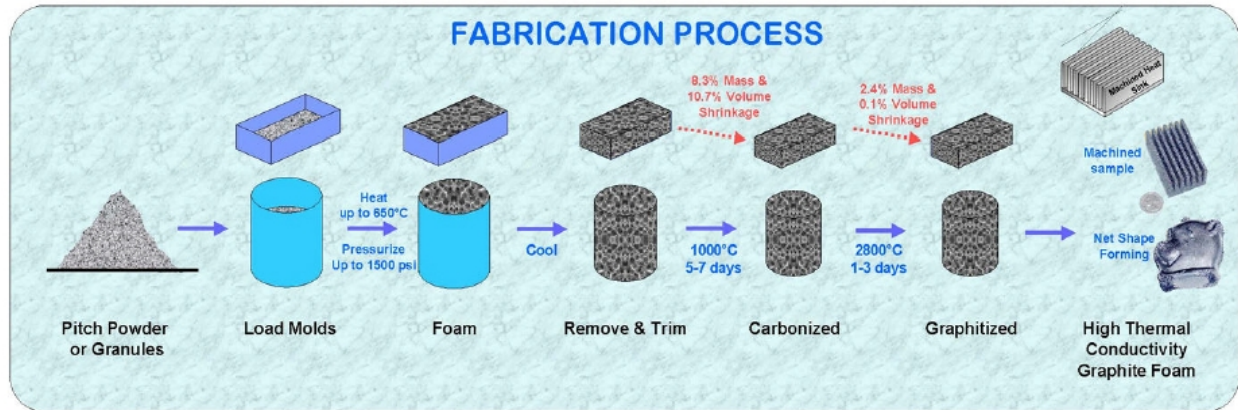 FABRICATION PROCESS
8.3% Mass &
10.7% Volume
Shrinkage
2.4% Mass &
0.1% Volume
Shrinkage
Machined Heat
Sink
Machined
sample
Heat
up to 650°C
Pressurize
Up to 1500 psi
Cool
1000°C
5-7 days
2800°C
1-3 days
Net Shape
Forming
Pitch Powder
or Granules
Load Molds
Foam
Remove & Trim
Carbonized
Graphitized
High Thermal
Conductivity
Graphite Foam